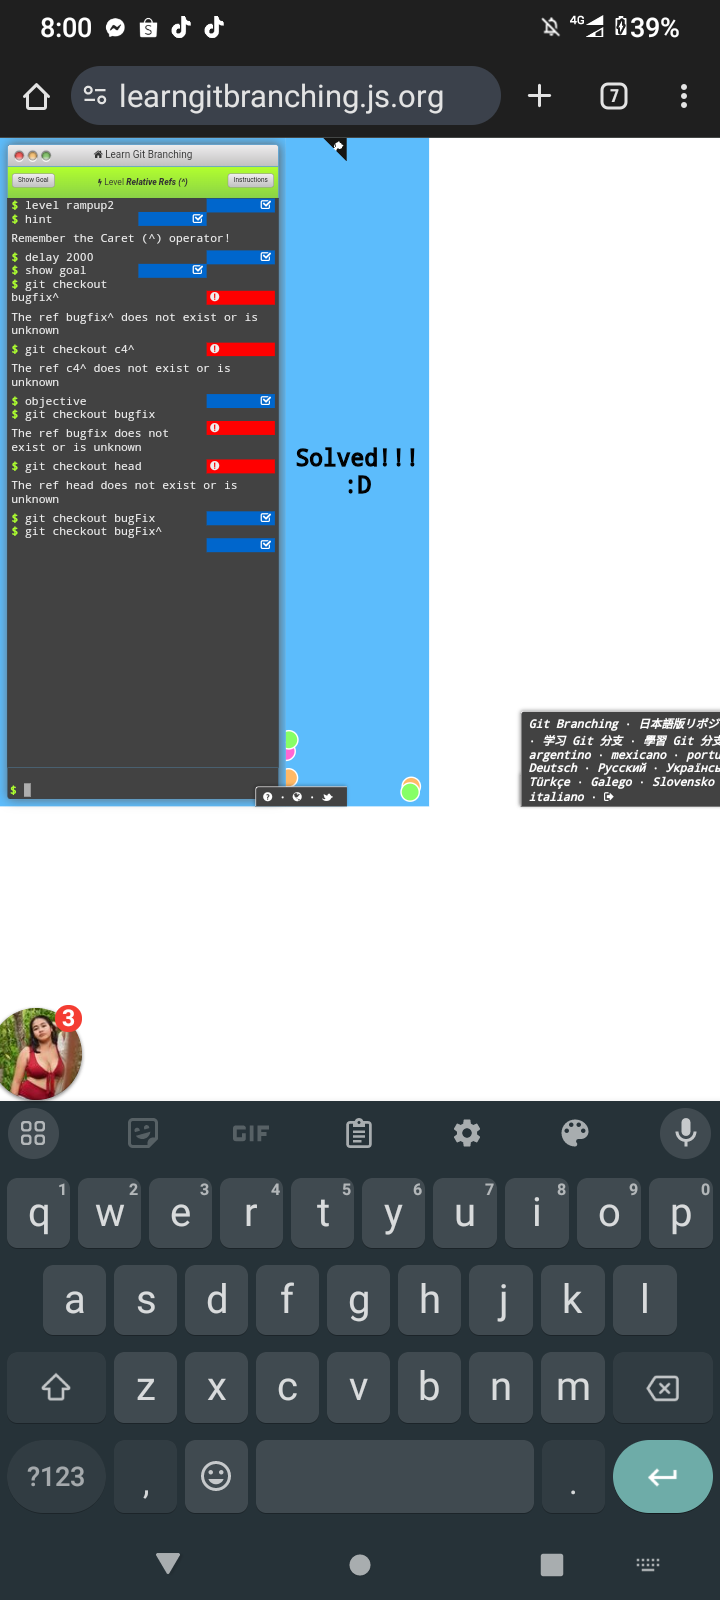 8:00
4G
39%
learngitbranching.js.org
7
Learn Git Branching
Show Goal
Level Relative Refs (^)
Instructions
$ level rampup2
$ hint
Remember the Caret (^) operator!
$ delay 2000
$ show goal
$ git checkout
bugfix^
The ref bugfix^ does not exist or is
unknown
$ git checkout c4^
The ref c4^ does not exist or is
unknown
$ objective
$ git checkout bugfix
The ref bugfix does not
exist or is unknown
$ git checkout head
The ref head does not exist or is
unknown
$ git checkout bugFix
$ git checkout bugFix^
$
Solved!!!
:D
Git Branching · 日本語版リポジ
· 学习 Git 分支 · 學習 Git 分支
argentino · mexicano · portu
Deutsch · Русский · Українсь
Türkçe · Galego · Slovensko
italiano ·
3
GIF
q 1 w 2 e 3 r 4 t 5 y 6 u 7 i 8 o 9 p 0
a s d f g h j k l
z x c v b n m
?123 , .